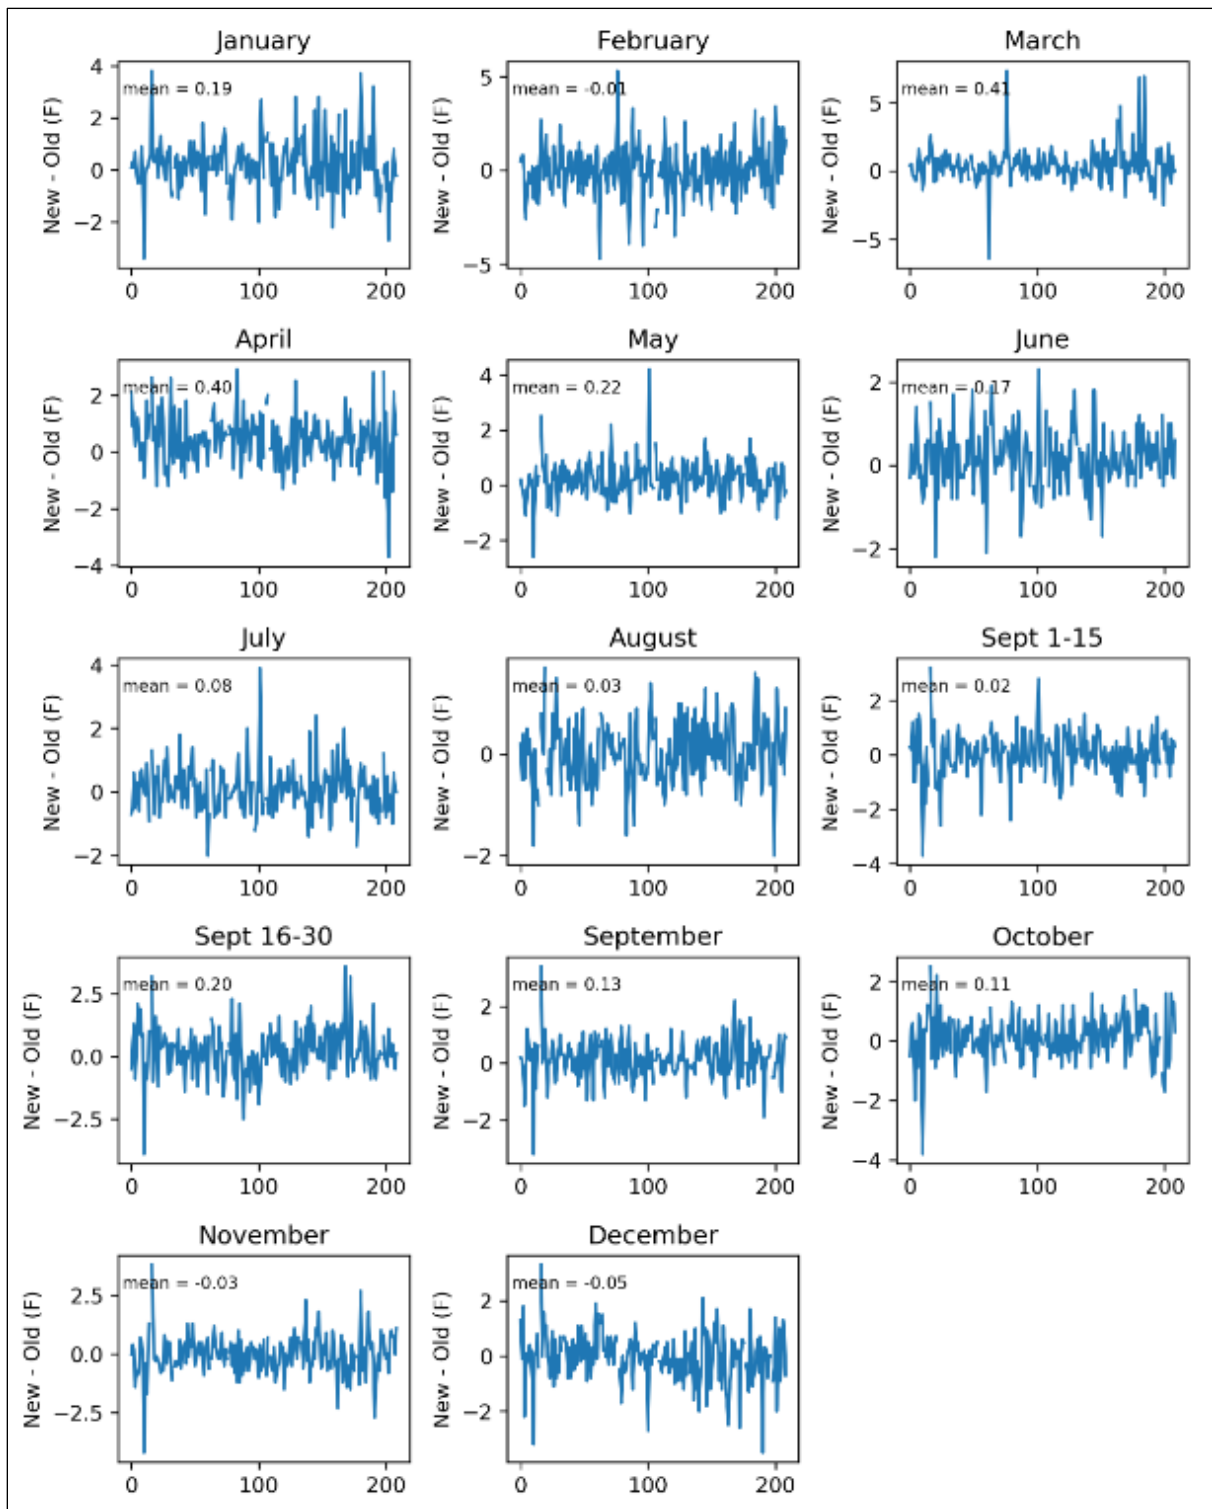 January February March
4
2
0
−2
New - Old (F)
mean = 0.19
0 100 200
5
0
−5
New - Old (F)
mean = -0.01
0 100 200
5
0
−5
New - Old (F)
mean = 0.41
0 100 200
April May June
2
0
−2
−4
New - Old (F)
mean = 0.40
0 100 200
4
2
0
−2
New - Old (F)
mean = 0.22
0 100 200
2
0
−2
New - Old (F)
mean = 0.17
0 100 200
July August Sept 1-15
4
2
0
−2
New - Old (F)
mean = 0.08
0 100 200
0
−2
New - Old (F)
mean = 0.03
0 100 200
2
0
−2
−4
New - Old (F)
mean = 0.02
0 100 200
Sept 16-30 September October
2.5
0.0
−2.5
New - Old (F)
mean = 0.20
0 100 200
2
0
−2
New - Old (F)
mean = 0.13
0 100 200
2
0
−2
−4
New - Old (F)
mean = 0.11
0 100 200
November December
2.5
0.0
−2.5
New - Old (F)
mean = -0.03
0 100 200
2
0
−2
New - Old (F)
mean = -0.05
0 100 200